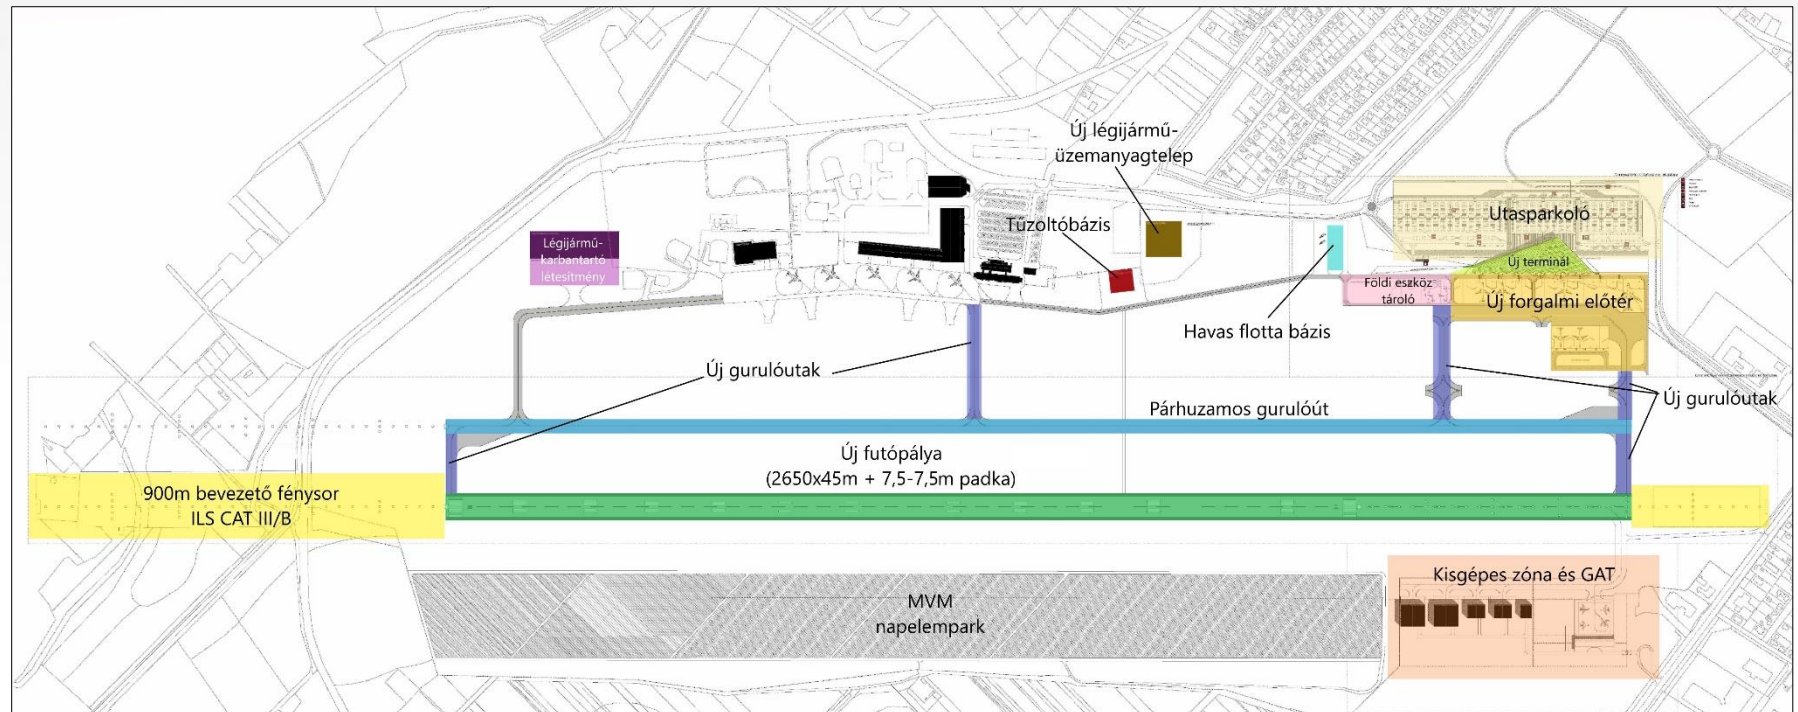 Új légijármű-
üzemanyagtelep
Utasparkoló
Tűzoltóbázis
Légijármű-
karbantartó
létesítmény
Új terminál
Földi eszköz
tároló
Új forgalmi előtér
Havas flotta bázis
Új gurulóutak
Új gurulóutak
Párhuzamos gurulóút
Új futópálya
(2650x45m + 7,5-7,5m padka)
900m bevezető fénysor
ILS CAT III/B
Kisgépes zóna és GAT
MVM
napelempark